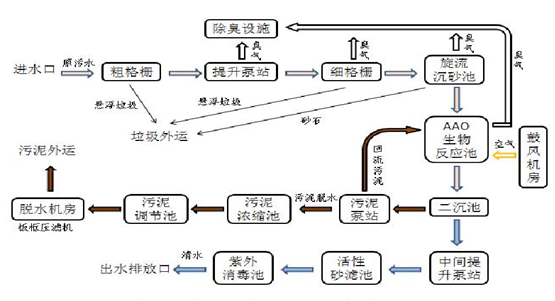 除臭设施
臭气
臭气
臭气
臭气
进水口
原污水
粗格栅
提升泵站
细格栅
旋流
沉砂池
悬浮垃圾
悬浮垃圾
砂石
垃圾外运
AAO
生物
反应池
空气
鼓风机房
回流污泥
污泥外运
脱水机房
板框压滤机
污泥
调节池
污泥
浓缩池
污泥脱水
污泥
泵站
二沉池
出水排放口
清水
紫外
消毒池
活性
砂滤池
中间提
升泵站